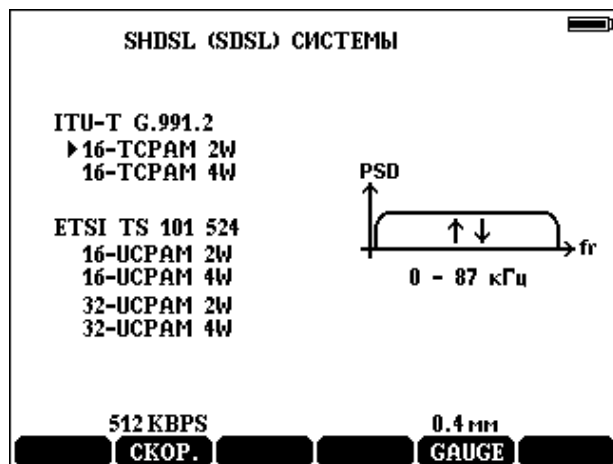 SHDSL (SDSL) СИСТЕМЫ
ITU-T G.991.2
16-TCPAM 2W
16-TCPAM 4W
ETSI TS 101 524
16-UCPAM 2W
16-UCPAM 4W
32-UCPAM 2W
32-UCPAM 4W
PSD
fr
0 - 87 кГц
512 KBPS
0.4 мм
СКОР.
GAUGE